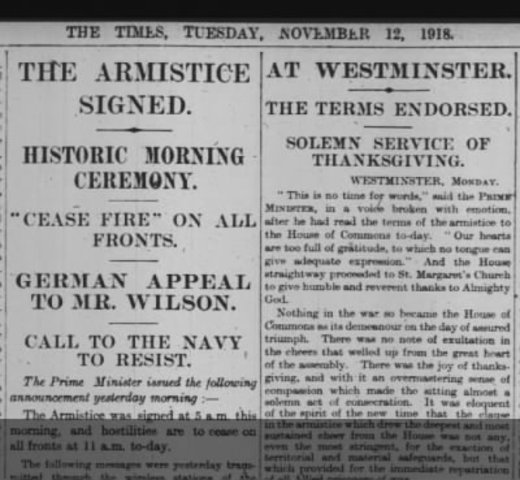 THE TIMES, TUESDAY, NOVEMBER 12, 1918.
THE ARMISTICE
SIGNED.
HISTORIC MORNING
CEREMONY.
"CEASE FIRE" ON ALL
FRONTS.
GERMAN APPEAL
TO MR. WILSON.
CALL TO THE NAVY
TO RESIST.
The Prime Minister issued the following
announcement yesterday morning :—
The Armistice was signed at 5 a.m. this
morning, and hostilities are to cease on
all fronts at 11 a.m. to-day.
The following messages were yesterday trans-
mitted through the wireless stations of the
AT WESTMINSTER.
THE TERMS ENDORSED.
SOLEMN SERVICE OF
THANKSGIVING.
WESTMINSTER, MONDAY.
"This is no time for words," said the PRIME
MINISTER, in a voice broken with emotion,
after he had read the terms of the armistice to
the House of Commons to-day. "Our hearts
are too full of gratitude, to which no tongue can
give adequate expression." And the House
straightway proceeded to St. Margaret's Church
to give humble and reverent thanks to Almighty
God.
Nothing in the war so became the House of
Commons as its demeanour on the day of assured
triumph. There was no note of exultation in
the cheers that welled up from the great heart
of the assembly. There was the joy of thanks-
giving, and with it an overmastering sense of
compassion which made the sitting almost a
solemn act of consecration. It was eloquent
of the spirit of the new time that the clause
in the armistice which drew the deepest and most
sustained cheer from the House was not any,
even the most stringent, for the exaction of
territorial and material safeguards, but that
which provided for the immediate repatriation